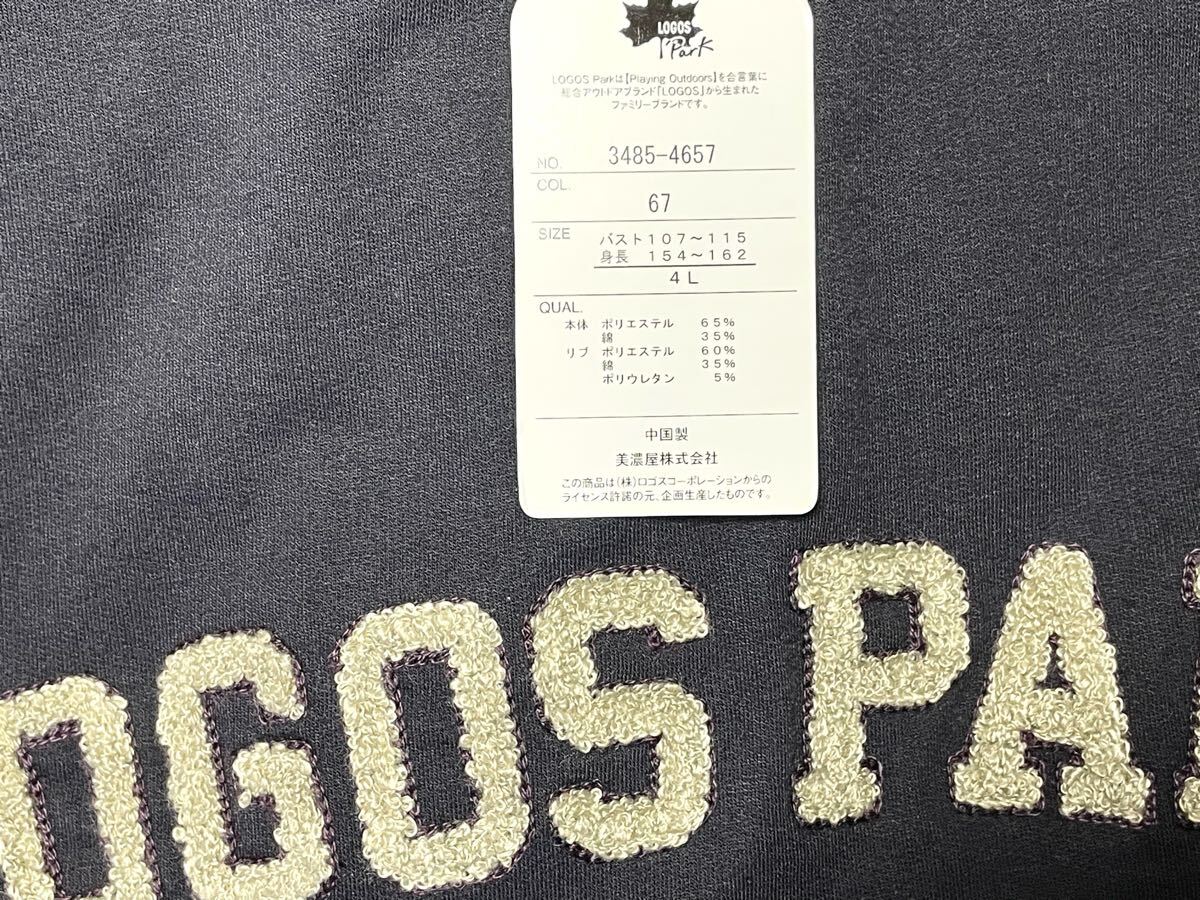 LOGOS
Park
LOGOS Parkは【Playing Outdoors】を合言葉に
総合アウトドアブランド「LOGOS」から生まれた
ファミリーブランドです。
NO. 3485-4657
COL. 67
SIZE バスト107〜115
身長 154〜162
4L
QUAL.
本体 ポリエステル 65%
綿 35%
リブ ポリエステル 60%
綿 35%
ポリウレタン 5%
中国製
美濃屋株式会社
この商品は(株)ロゴスコーポレーションからの
ライセンス許諾の元、企画生産したものです。
OGOS PA